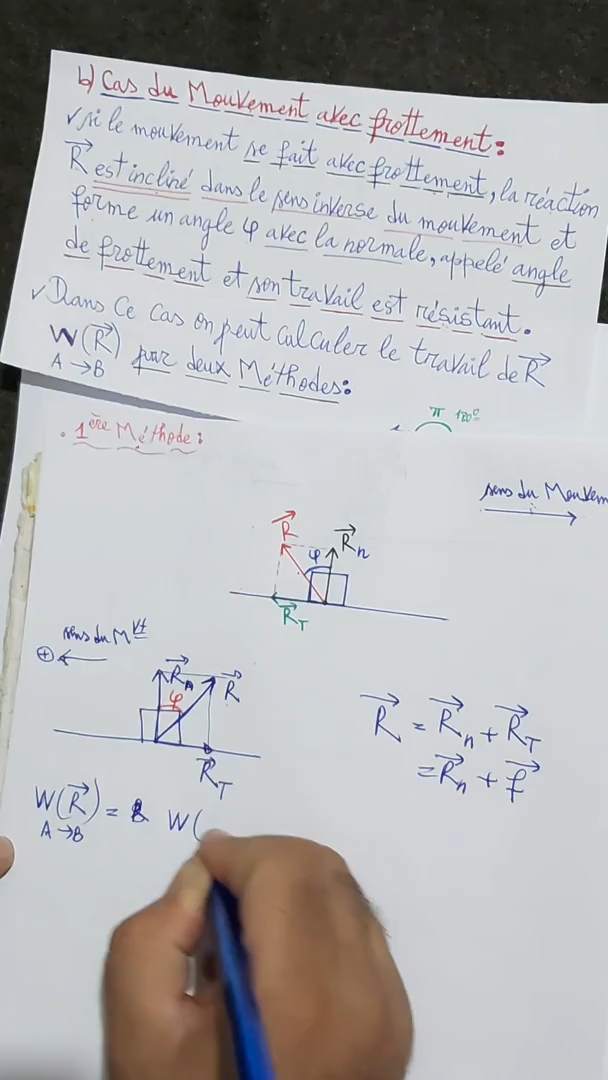 b) Cas du Mouvement avec frottement:
✓ si le mouvement se fait avec frottement, la réaction
R⃗ est incliné dans le sens inverse du mouvement et
forme un angle φ avec la normale, appelé angle
de frottement et son travail est résistant.
✓ Dans ce cas on peut calculer le travail de R⃗
W(R⃗) par deux Méthodes:
A→B
π 180°
. 1ère Méthode:
sens du Mouvem
R⃗
φ
R⃗n
R⃗T
sens du Mvt
⊕
R⃗n
R⃗
φ
R⃗T
R⃗ = R⃗n + R⃗T
= R⃗n + f⃗
W(R⃗) = W(
A→B